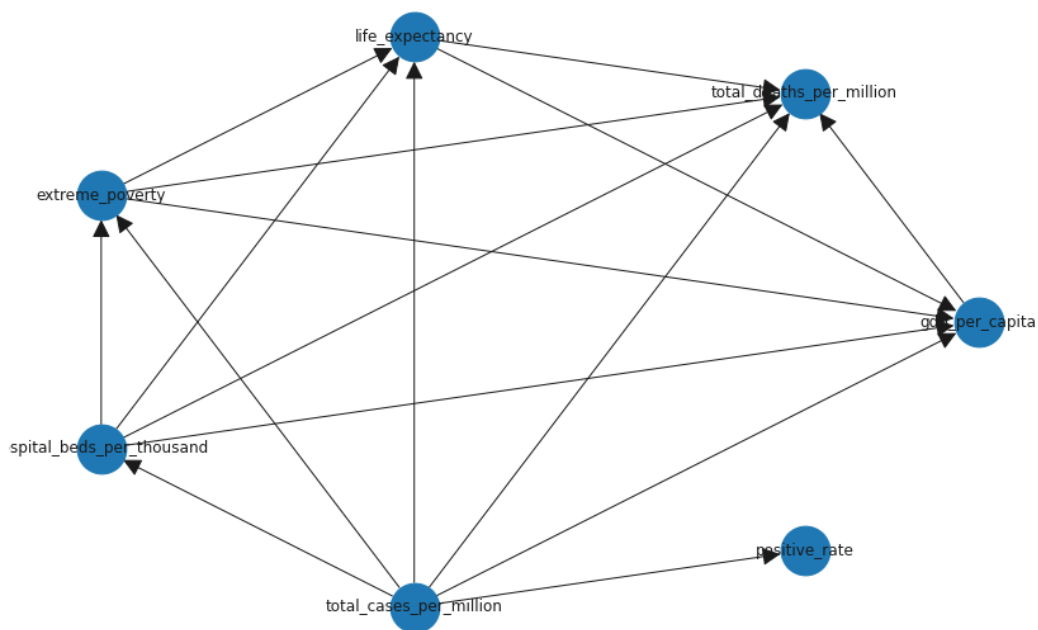 life_expectancy
total_deaths_per_million
extreme_poverty
gdp_per_capita
spital_beds_per_thousand
positive_rate
total_cases_per_million